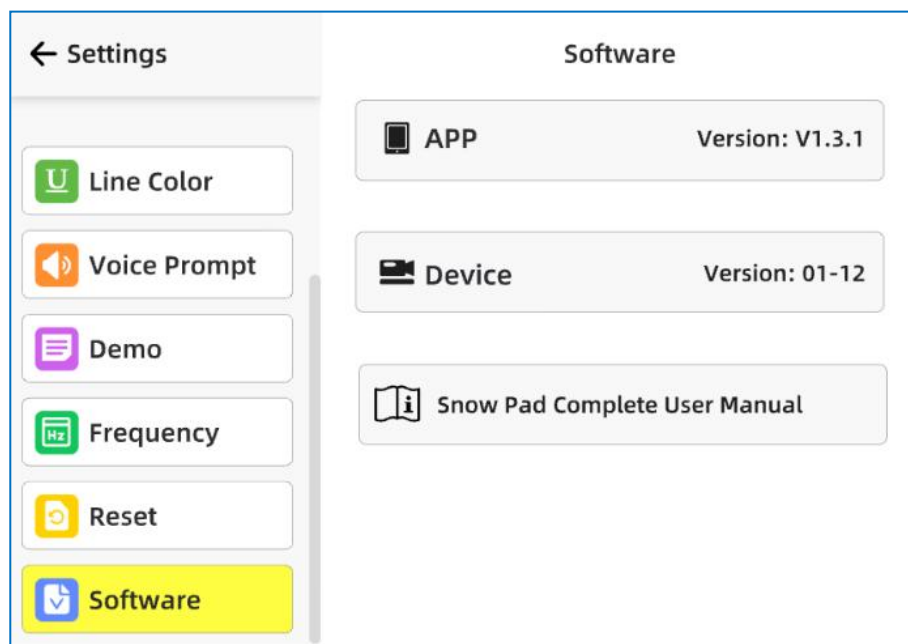 Settings
Line Color
Voice Prompt
Demo
Frequency
Reset
Software
Software
APP
Version: V1.3.1
Device
Version: 01-12
Snow Pad Complete User Manual
U
Hz
i